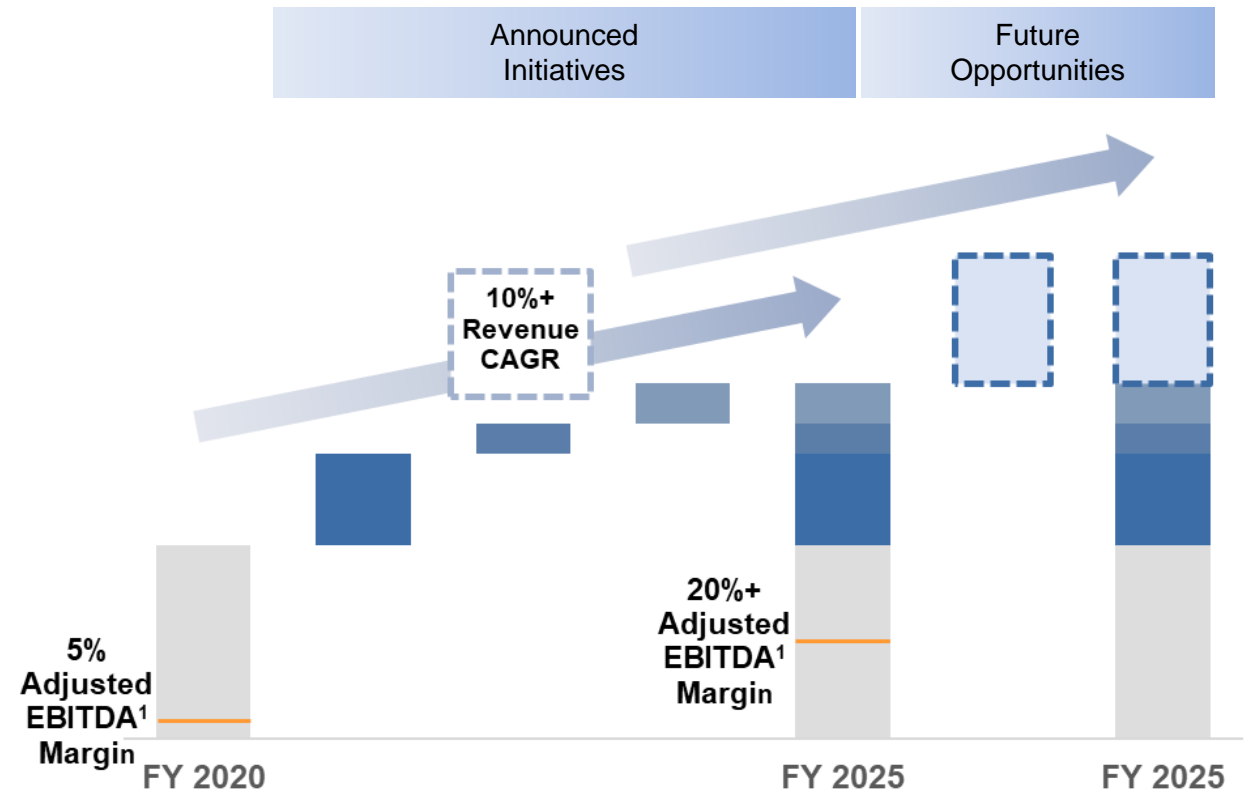 Announced
Initiatives
Future
Opportunities
10%+
Revenue
CAGR
5%
Adjusted
EBITDA¹
Margin
20%+
Adjusted
EBITDA¹
Margin
FY 2020
FY 2025
FY 2025